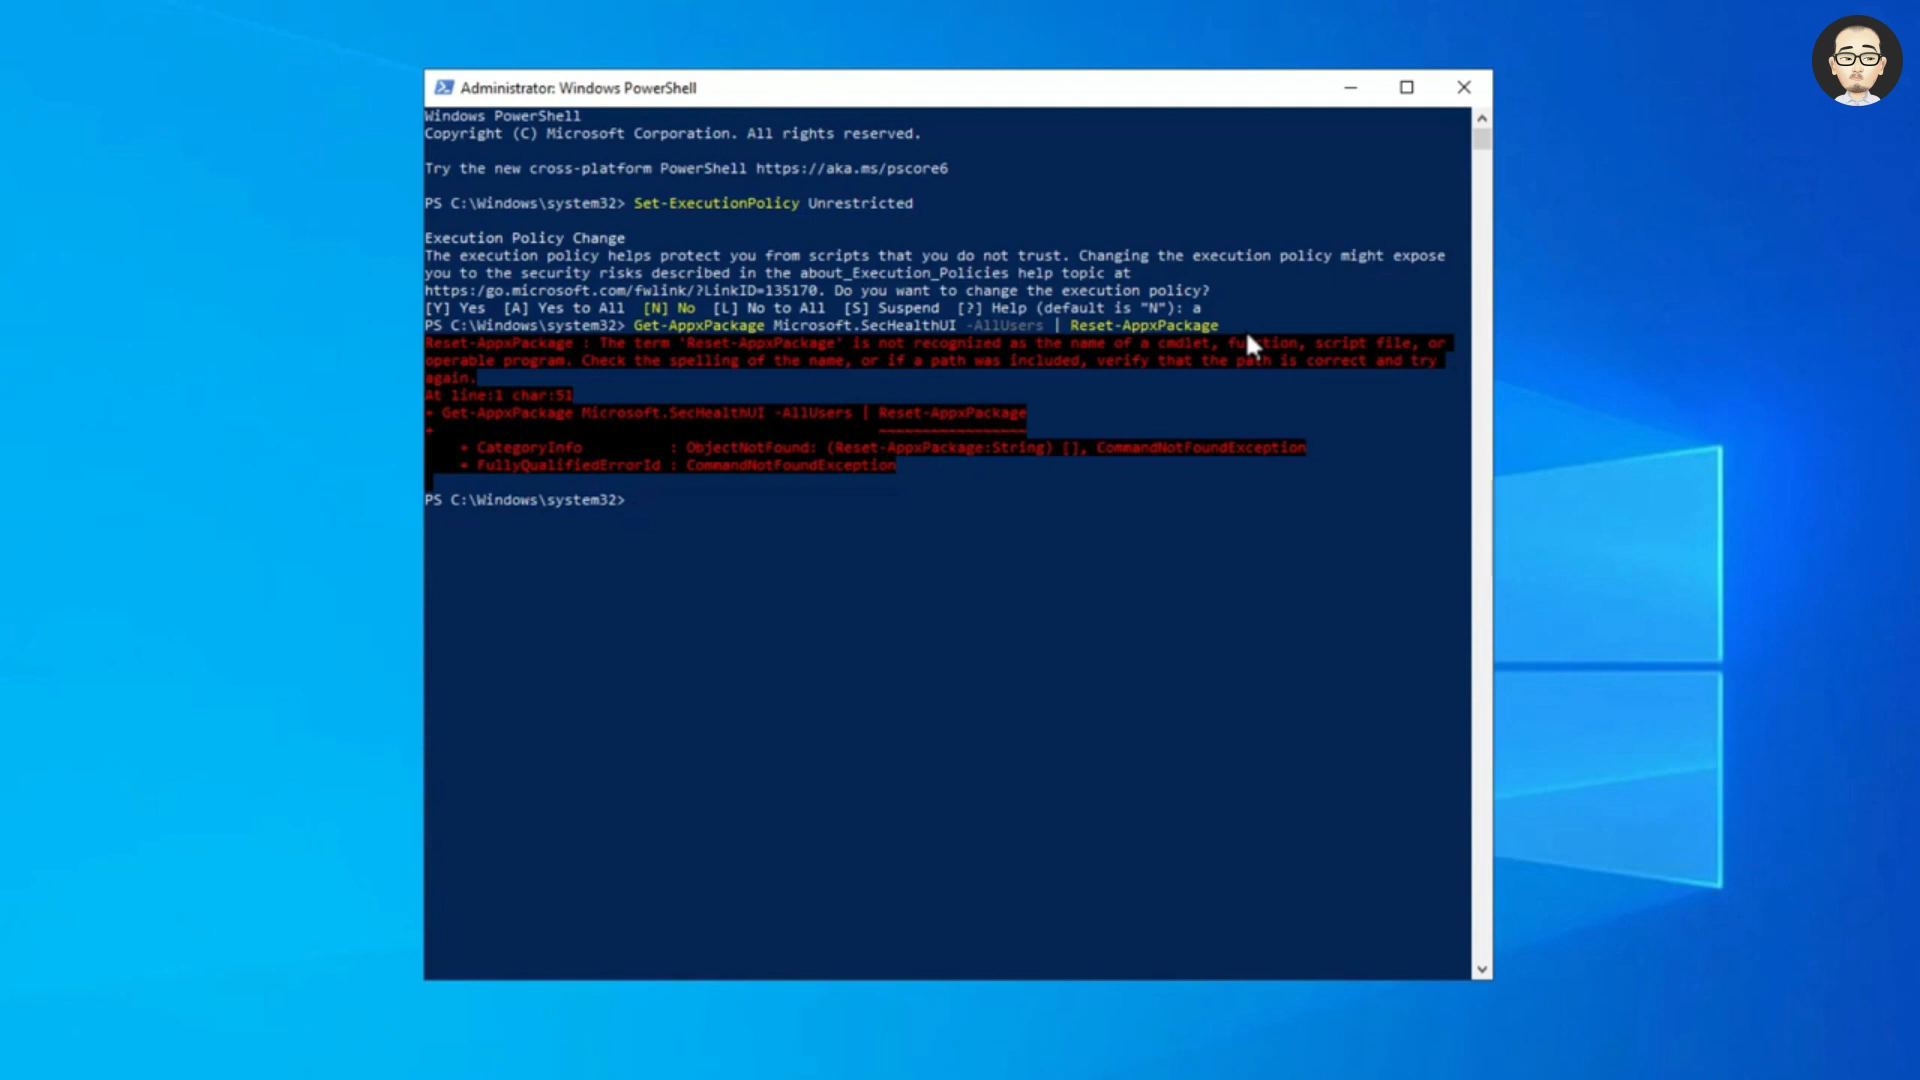 Administrator: Windows PowerShell
Windows PowerShell
Copyright (C) Microsoft Corporation. All rights reserved.
Try the new cross-platform PowerShell https://aka.ms/pscore6
PS C:\Windows\system32> Set-ExecutionPolicy Unrestricted
Execution Policy Change
The execution policy helps protect you from scripts that you do not trust. Changing the execution policy might expose
you to the security risks described in the about_Execution_Policies help topic at
https:/go.microsoft.com/fwlink/?LinkID=135170. Do you want to change the execution policy?
[Y] Yes  [A] Yes to All  [N] No  [L] No to All  [S] Suspend  [?] Help (default is "N"): a
PS C:\Windows\system32> Get-AppxPackage Microsoft.SecHealthUI -AllUsers | Reset-AppxPackage
Reset-AppxPackage : The term 'Reset-AppxPackage' is not recognized as the name of a cmdlet, function, script file, or
operable program. Check the spelling of the name, or if a path was included, verify that the path is correct and try
again.
At line:1 char:51
+ Get-AppxPackage Microsoft.SecHealthUI -AllUsers | Reset-AppxPackage
+                                                   ~~~~~~~~~~~~~~~~~
    + CategoryInfo          : ObjectNotFound: (Reset-AppxPackage:String) [], CommandNotFoundException
    + FullyQualifiedErrorId : CommandNotFoundException
PS C:\Windows\system32>